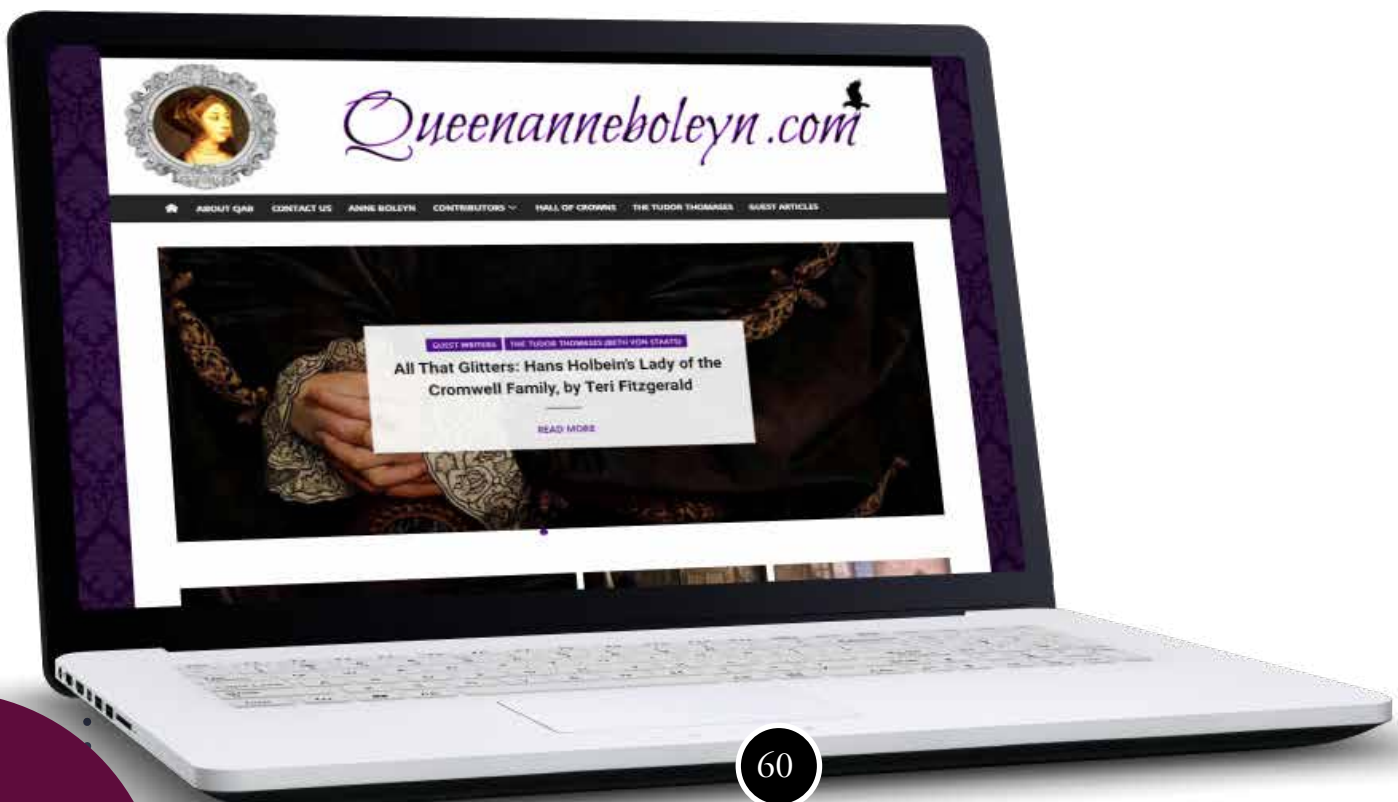 Queenanneboleyn.com
ABOUT QAB CONTACT US ANNE BOLEYN CONTRIBUTORS HALL OF CROWNS THE TUDOR THOMASES GUEST ARTICLES
GUEST WRITERS THE TUDOR THOMASES (BETH VON STAATS)
All That Glitters: Hans Holbein's Lady of the
Cromwell Family, by Teri Fitzgerald
READ MORE
60